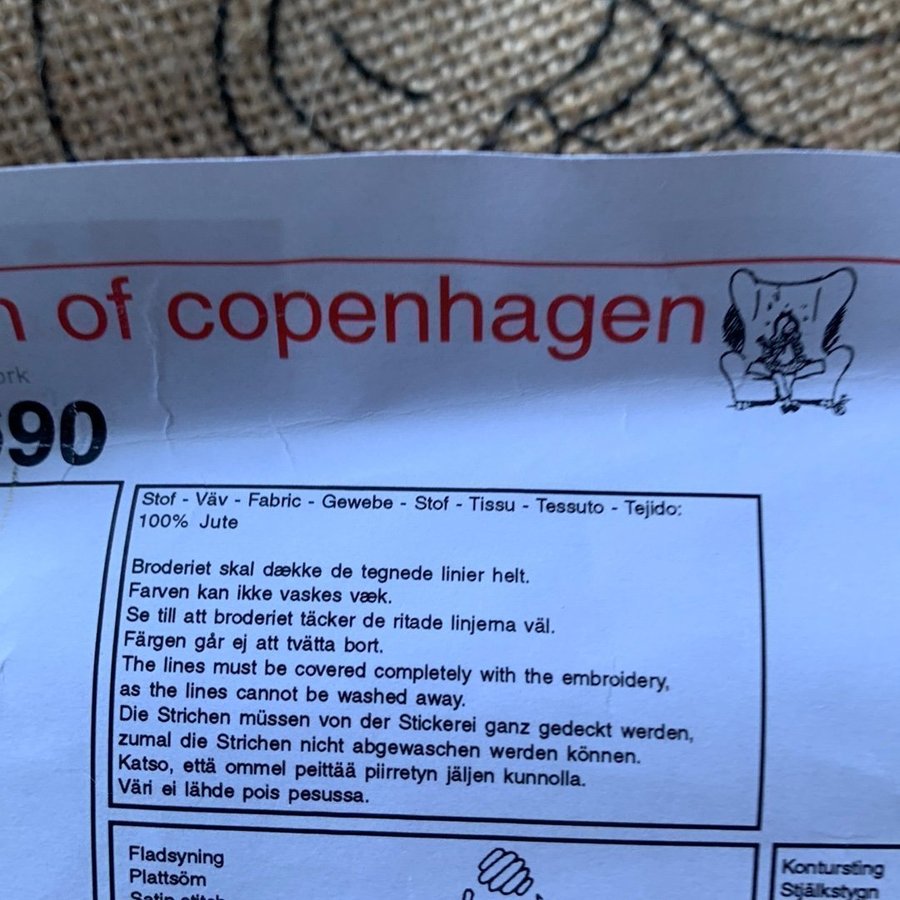 n of copenhagen
ork
90
Stof - Väv - Fabric - Gewebe - Stof - Tissu - Tessuto - Tejido:
100% Jute
Broderiet skal dække de tegnede linier helt.
Farven kan ikke vaskes væk.
Se till att broderiet täcker de ritade linjerna väl.
Färgen går ej att tvätta bort.
The lines must be covered completely with the embroidery,
as the lines cannot be washed away.
Die Strichen müssen von der Stickerei ganz gedeckt werden,
zumal die Strichen nicht abgewaschen werden können.
Katso, että ommel peittää piirretyn jäljen kunnolla.
Väri ei lähde pois pesussa.
Fladsyning
Plattsöm
Satin stitch
Kontursting
Stjälkstygn